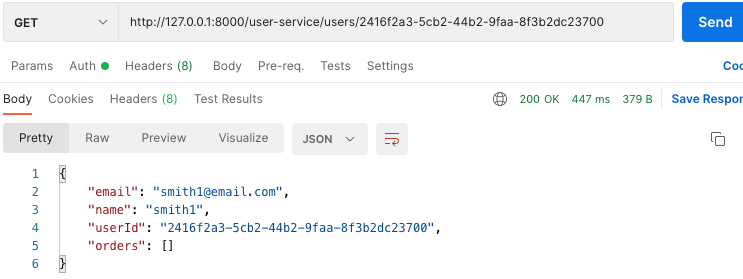 GET http://127.0.0.1:8000/user-service/users/2416f2a3-5cb2-44b2-9faa-8f3b2dc23700 Send
Params Auth Headers (8) Body Pre-req. Tests Settings Coo
Body Cookies Headers (8) Test Results 200 OK 447 ms 379 B Save Respor
Pretty Raw Preview Visualize JSON
1 {
2 "email": "smith1@email.com",
3 "name": "smith1",
4 "userId": "2416f2a3-5cb2-44b2-9faa-8f3b2dc23700",
5 "orders": []
6 }